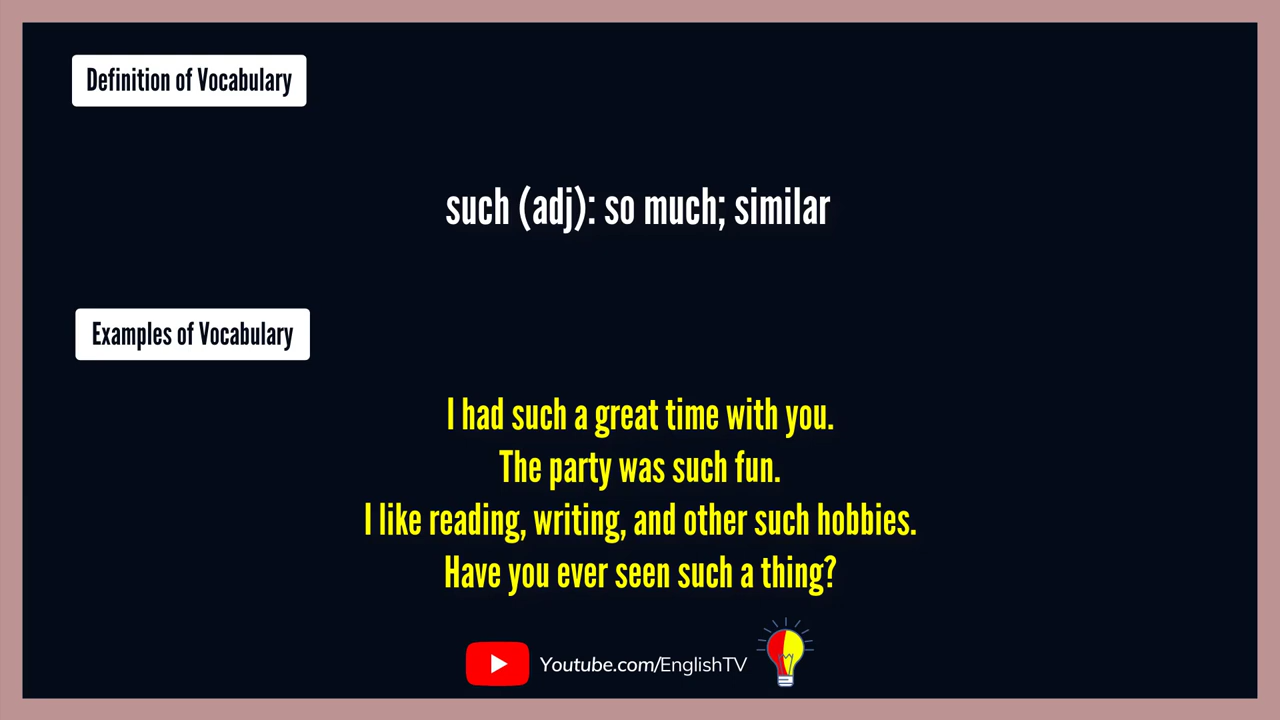 Definition of Vocabulary
such (adj): so much; similar
Examples of Vocabulary
I had such a great time with you.
The party was such fun.
I like reading, writing, and other such hobbies.
Have you ever seen such a thing?
Youtube.com/EnglishTV